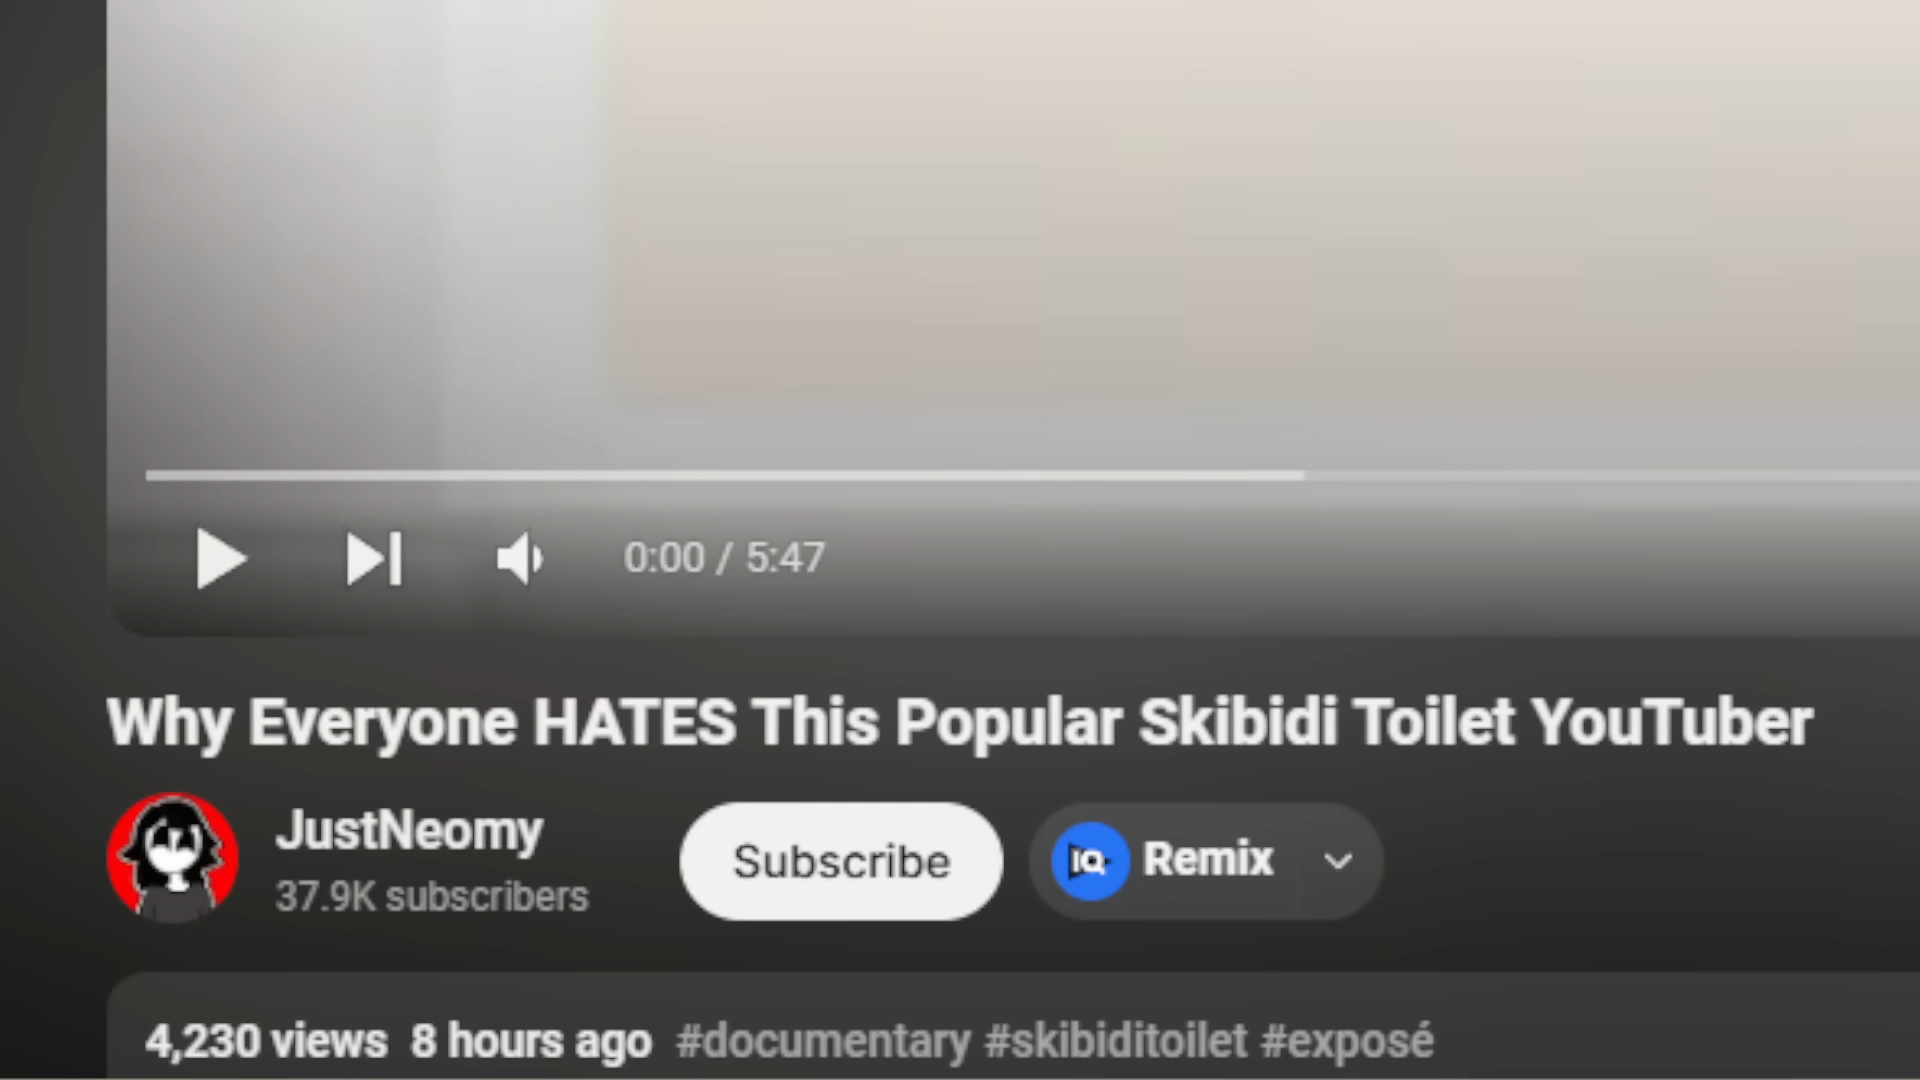 0:00 / 5:47
Why Everyone HATES This Popular Skibidi Toilet YouTuber
JustNeomy
37.9K subscribers
Subscribe
IQ
Remix
4,230 views 8 hours ago #documentary #skibiditoilet #exposé